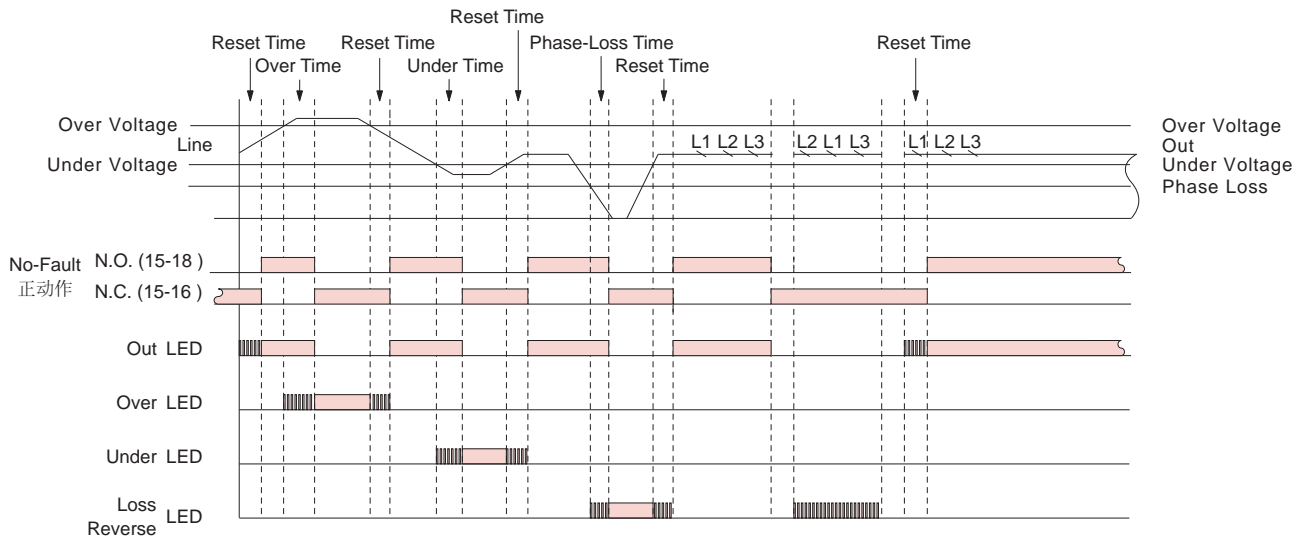 Reset Time
Reset Time Reset Time Phase-Loss Time Reset Time
Over Time Under Time Reset Time
Over Voltage Over Voltage
Line L1 L2 L3 L2 L1 L3 L1 L2 L3 Out
Under Voltage Under Voltage
Phase Loss
No-Fault N.O. (15-18 )
正动作 N.C. (15-16 )
Out LED
Over LED
Under LED
Loss
Reverse LED